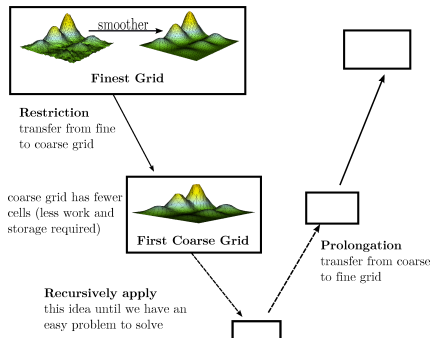 smoother
Finest Grid
Restriction
transfer from fine
to coarse grid
coarse grid has fewer
cells (less work and
storage required)
First Coarse Grid
Prolongation
transfer from coarse
to fine grid
Recursively apply
this idea until we have an
easy problem to solve